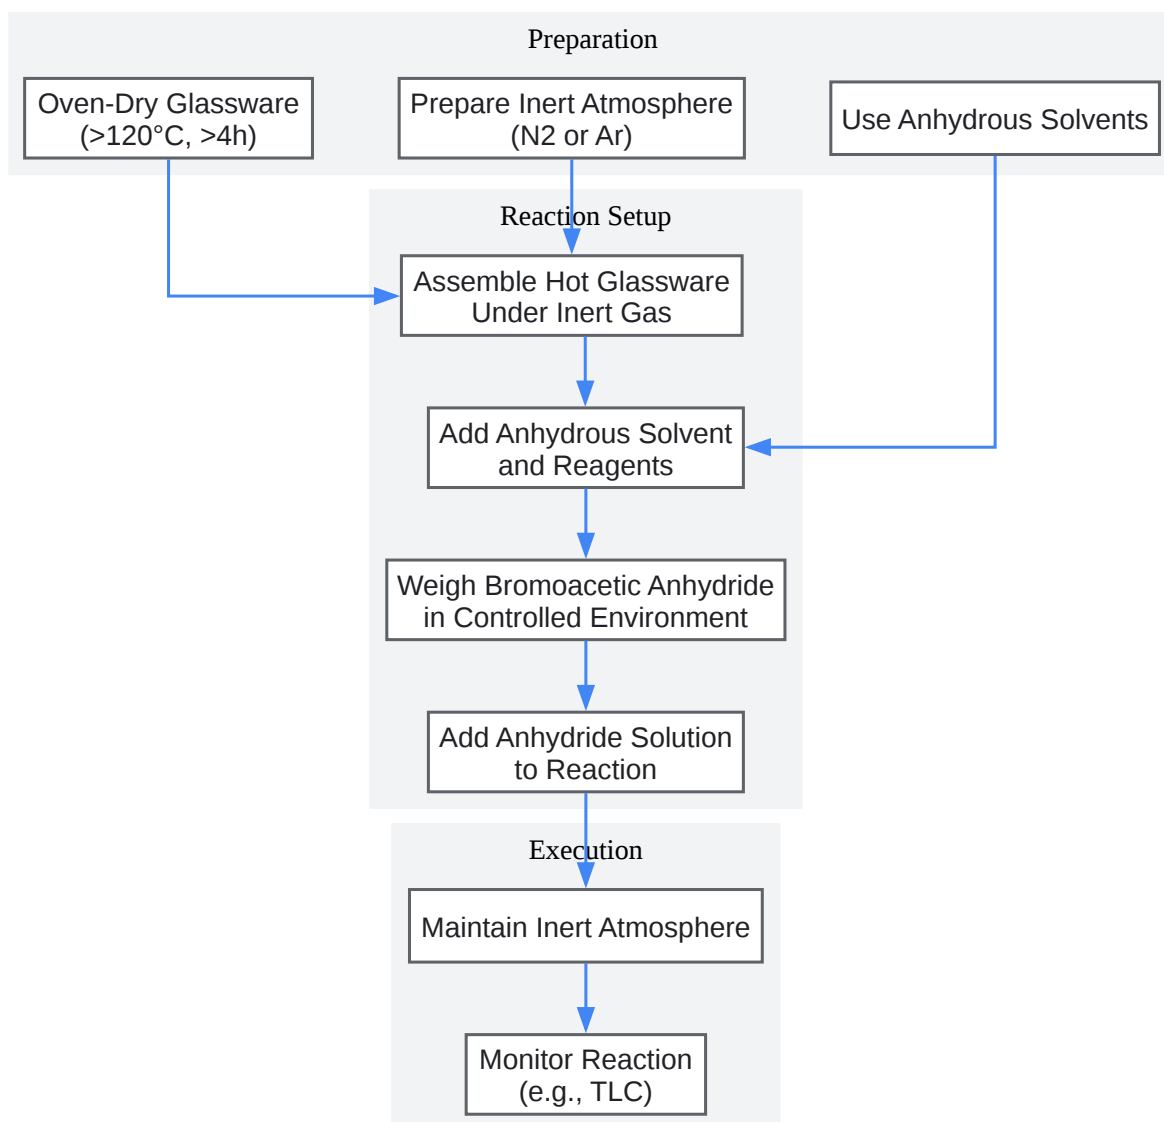 Preparation
Oven-Dry Glassware
(>120°C, >4h)
Prepare Inert Atmosphere
(N2 or Ar)
Use Anhydrous Solvents
Reaction Setup
Assemble Hot Glassware
Under Inert Gas
Add Anhydrous Solvent
and Reagents
Weigh Bromoacetic Anhydride
in Controlled Environment
Add Anhydride Solution
to Reaction
Execution
Maintain Inert Atmosphere
Monitor Reaction
(e.g., TLC)